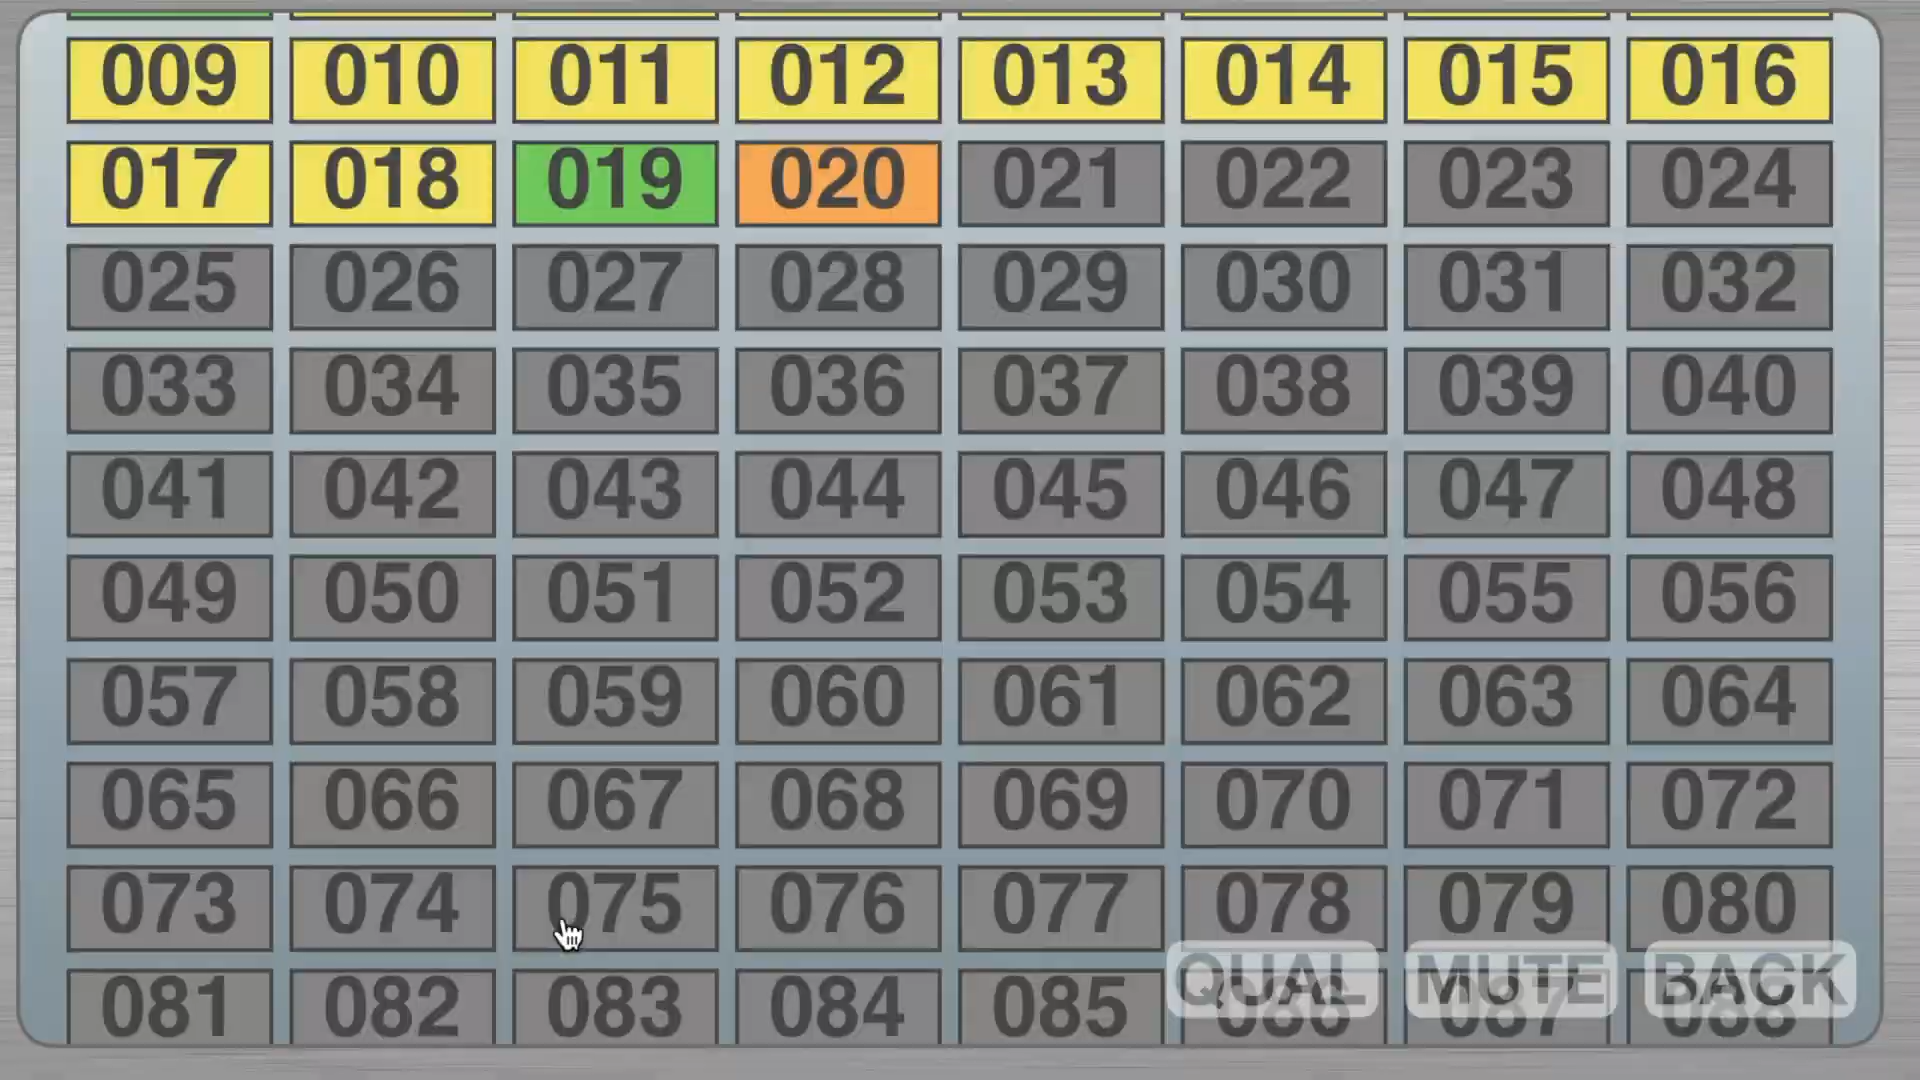 009 010 011 012 013 014 015 016
017 018 019 020 021 022 023 024
025 026 027 028 029 030 031 032
033 034 035 036 037 038 039 040
041 042 043 044 045 046 047 048
049 050 051 052 053 054 055 056
057 058 059 060 061 062 063 064
065 066 067 068 069 070 071 072
073 074 075 076 077 078 079 080
081 082 083 084 085 086 087 088
QUAL MUTE BACK